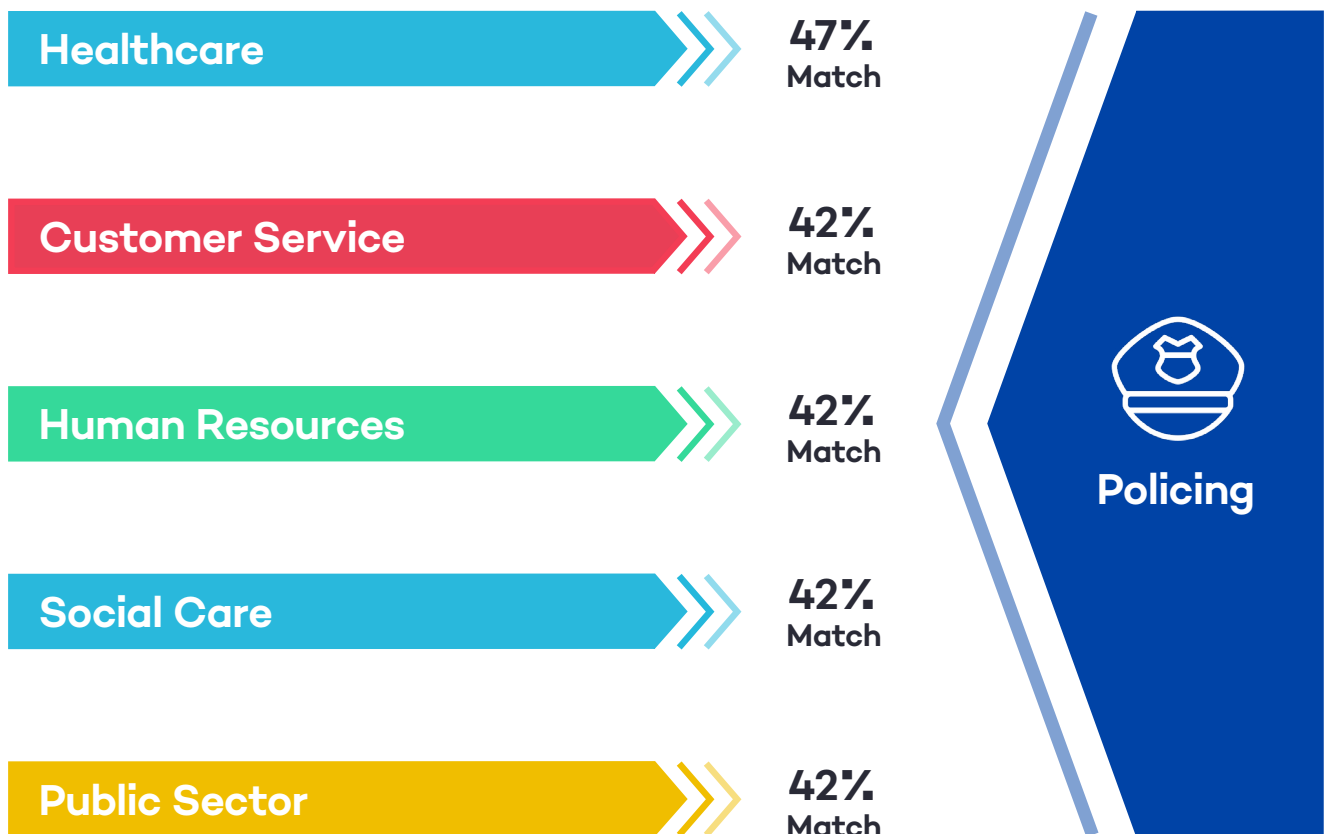 Healthcare
47%
Match
Customer Service
42%
Match
Human Resources
42%
Match
Policing
Social Care
42%
Match
Public Sector
42%
Match